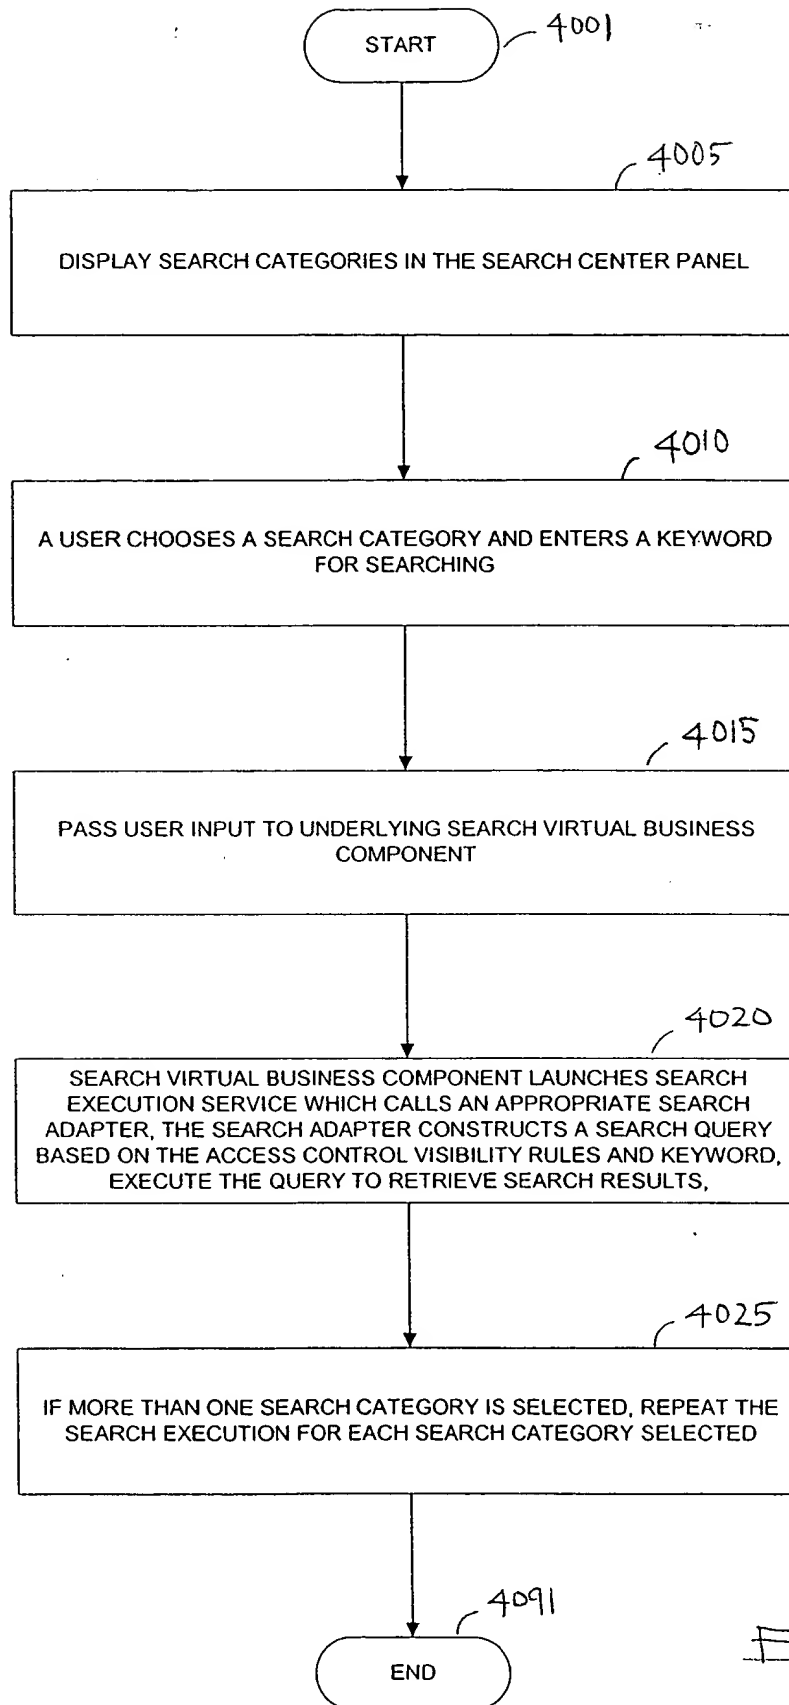 START
4001
4005
DISPLAY SEARCH CATEGORIES IN THE SEARCH CENTER PANEL
4010
A USER CHOOSES A SEARCH CATEGORY AND ENTERS A KEYWORD
FOR SEARCHING
4015
PASS USER INPUT TO UNDERLYING SEARCH VIRTUAL BUSINESS
COMPONENT
4020
SEARCH VIRTUAL BUSINESS COMPONENT LAUNCHES SEARCH
EXECUTION SERVICE WHICH CALLS AN APPROPRIATE SEARCH
ADAPTER, THE SEARCH ADAPTER CONSTRUCTS A SEARCH QUERY
BASED ON THE ACCESS CONTROL VISIBILITY RULES AND KEYWORD,
EXECUTE THE QUERY TO RETRIEVE SEARCH RESULTS,
4025
IF MORE THAN ONE SEARCH CATEGORY IS SELECTED, REPEAT THE
SEARCH EXECUTION FOR EACH SEARCH CATEGORY SELECTED
4091
END